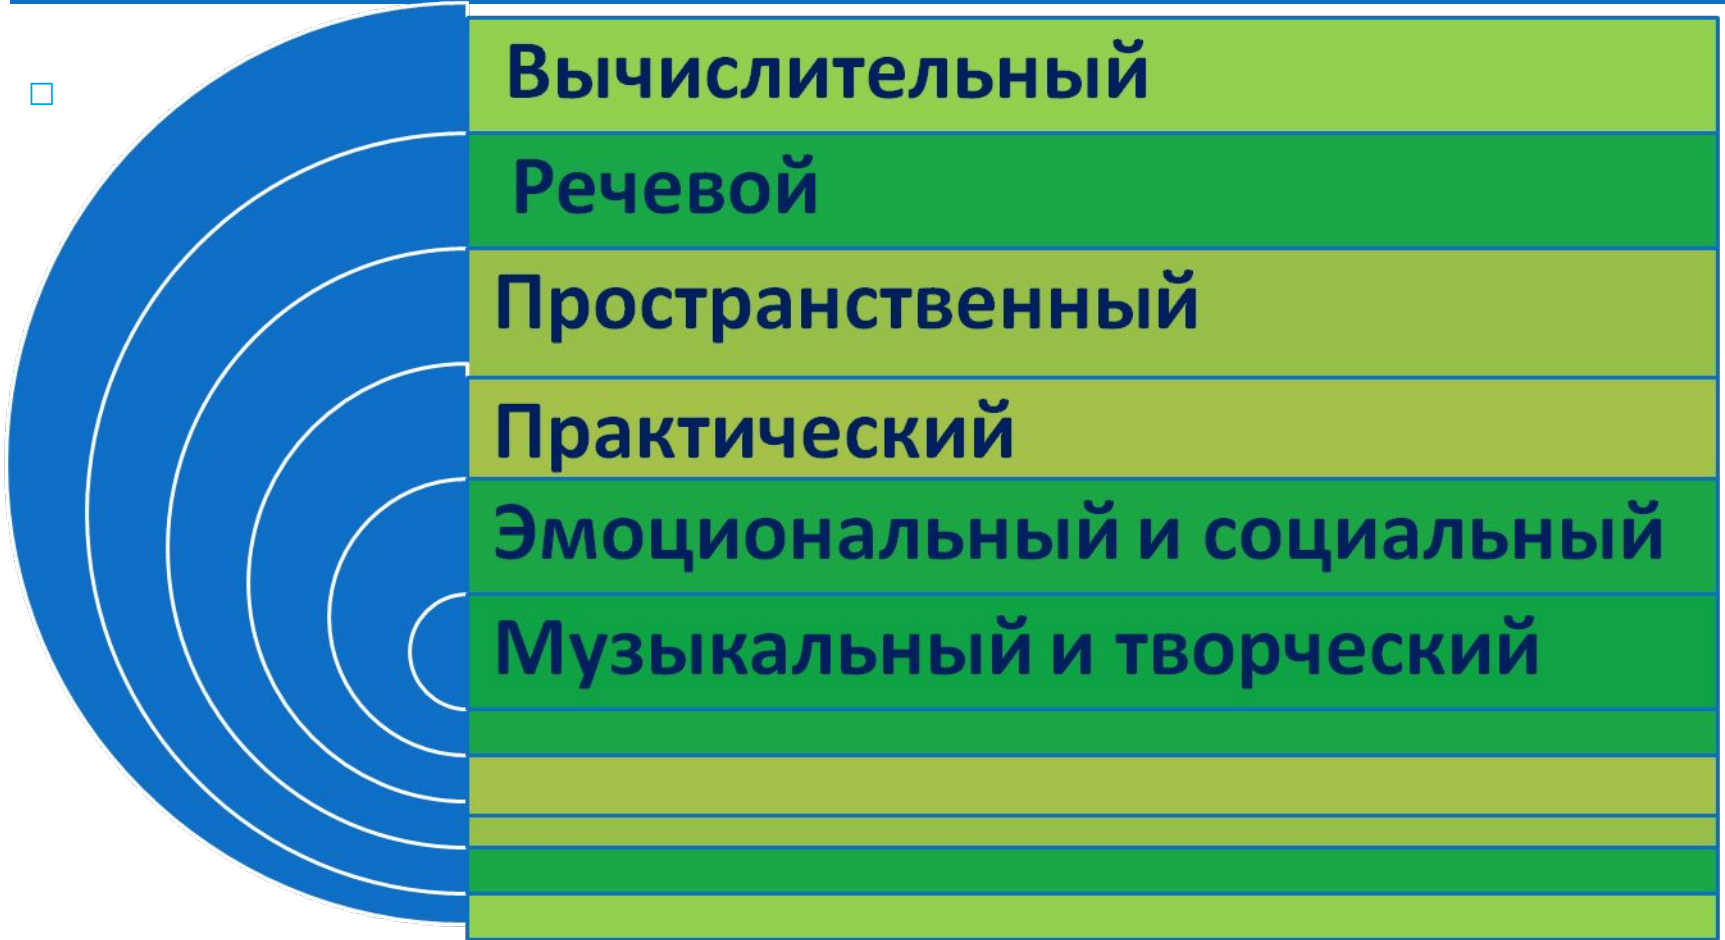 Вычислительный
Речевой
Пространственный
Практический
Эмоциональный и социальный
Музыкальный и творческий